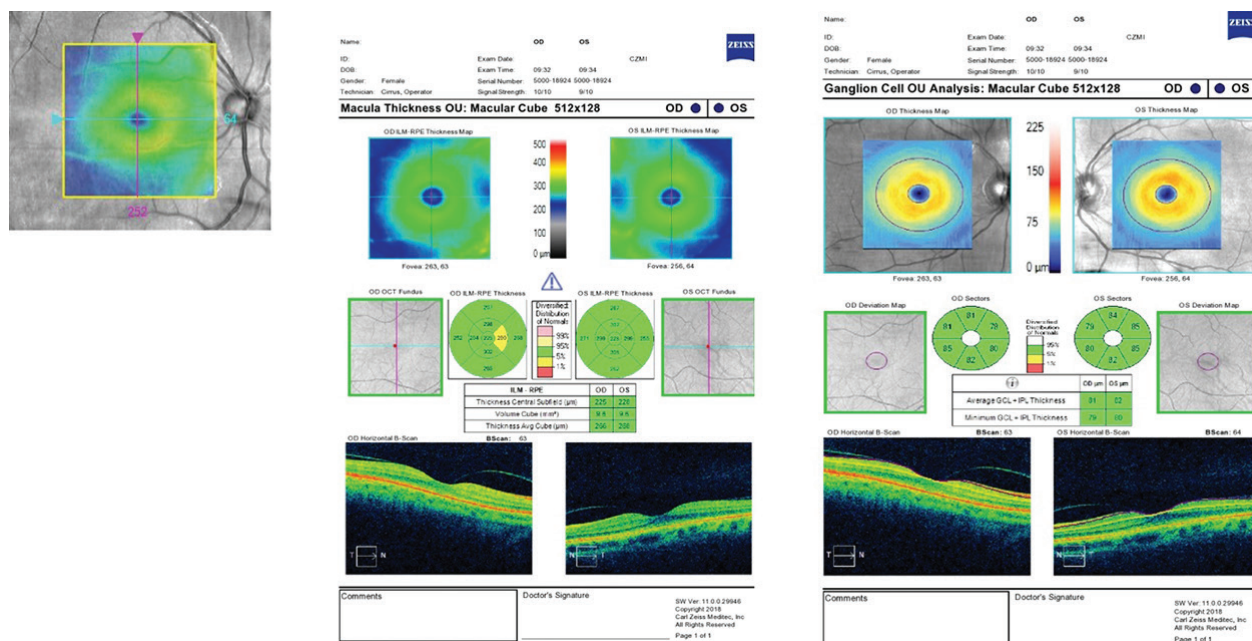 64
252
Name:
OD
OS
ZEISS
ID:
Exam Date:
CZMI
DOB:
Exam Time:
09:32
09:34
Gender:
Female
Serial Number:
5000-18924
5000-18924
Technician:
Cirrus, Operator
Signal Strength:
10/10
9/10
Macula Thickness OU: Macular Cube 512x128
OD
OS
OD ILM-RPE Thickness Map
OS ILM-RPE Thickness Map
500
400
300
200
100
0 µm
Fovea: 263, 63
Fovea: 256, 64
OD OCT Fundus
OD ILM-RPE Thickness
OS ILM-RPE Thickness
OS OCT Fundus
Diversified:
Distribution
of Normals
99%
95%
5%
1%
ILM - RPE
OD
OS
Thickness Central Subfield (µm)
225
Volume Cube (mm³)
Thickness Avg Cube (µm)
OD Horizontal B-Scan
BScan: 63
OS Horizontal B-Scan
T
N
N
T
Comments
Doctor's Signature
SW Ver: 11.0.0.29946
Copyright 2018
Carl Zeiss Meditec, Inc
All Rights Reserved
Page 1 of 1
Name:
OD
OS
ZEISS
ID:
Exam Date:
CZMI
DOB:
Exam Time:
09:32
09:34
Gender:
Female
Serial Number:
5000-18924
5000-18924
Technician:
Cirrus, Operator
Signal Strength:
10/10
9/10
Ganglion Cell OU Analysis: Macular Cube 512x128
OD
OS
OD Thickness Map
OS Thickness Map
225
150
75
0 µm
Fovea: 263, 63
Fovea: 256, 64
OD Deviation Map
OD Sectors
OS Sectors
OS Deviation Map
81
81
78
85
80
82
84
79
85
80
85
82
Diversified:
Distribution
of Normals
95%
5%
1%
OD µm
OS µm
Average GCL + IPL Thickness
81
82
Minimum GCL + IPL Thickness
79
80
OD Horizontal B-Scan
BScan: 63
OS Horizontal B-Scan
BScan: 64
T
N
N
Comments
Doctor's Signature
SW Ver: 11.0.0.29946
Copyright 2018
Carl Zeiss Meditec, Inc
All Rights Reserved
Page 1 of 1